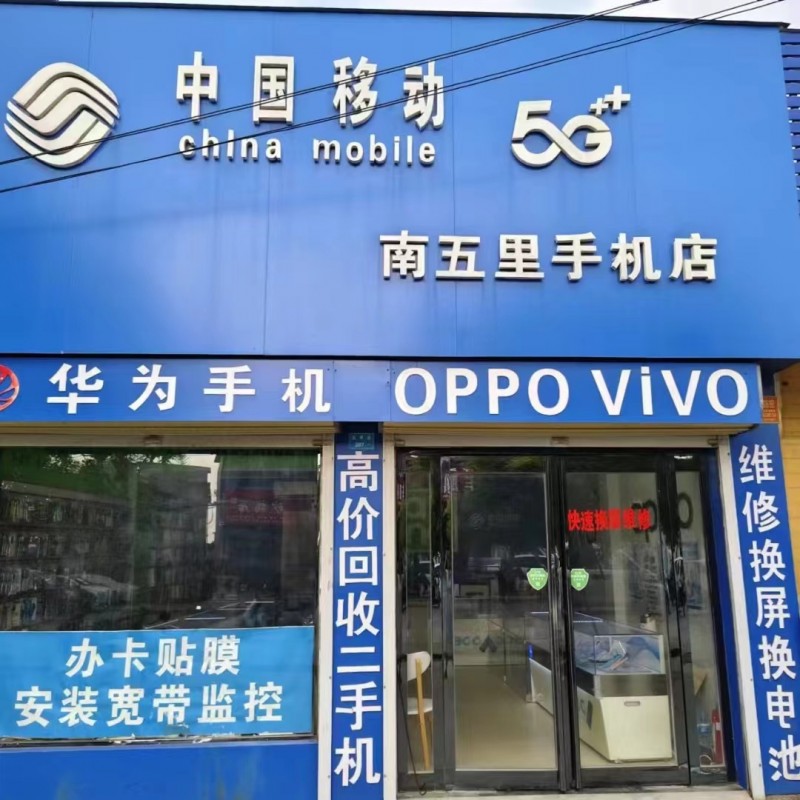 中国移动
china mobile
5G++
南五里手机店
华为手机
OPPO ViVO
高价回收二手机
维修换屏换电池
办卡贴膜
安装宽带监控